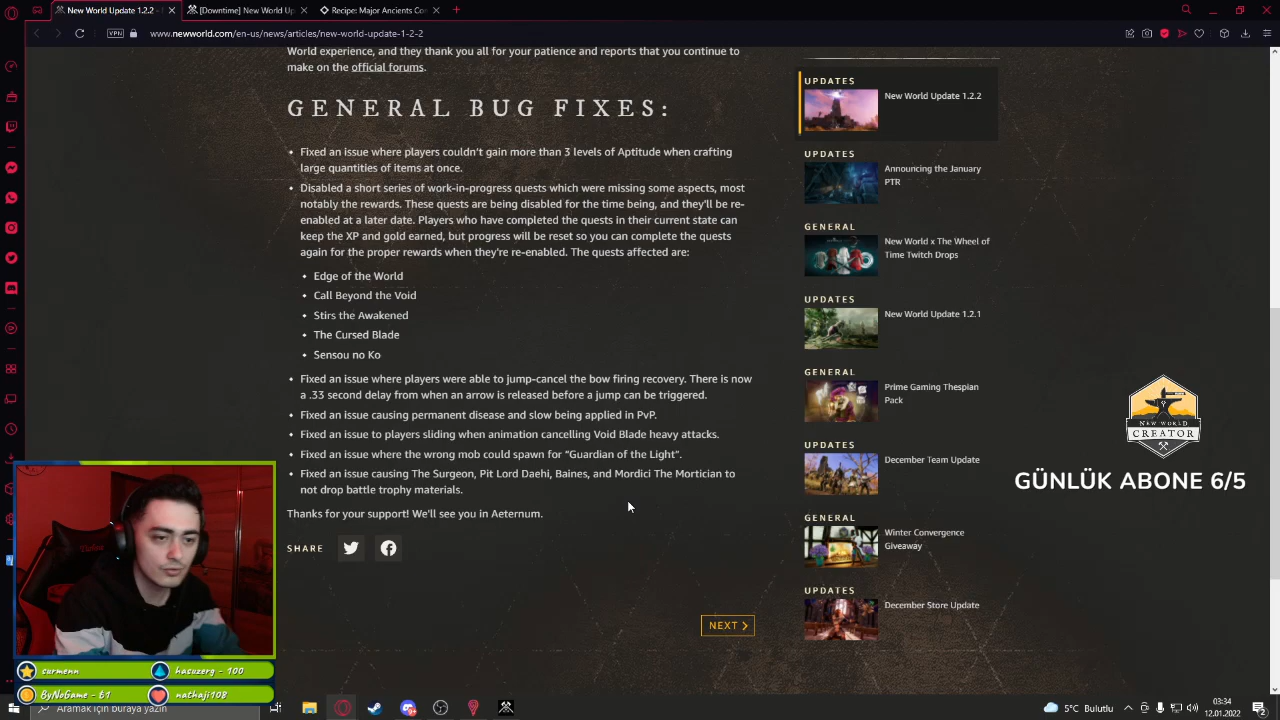 New World Update 1.2.2 - (
[Downtime] New World Up
Recipe: Major Ancients Co
VPN
www.newworld.com/en-us/news/articles/new-world-update-1-2-2
World experience, and they thank you all for your patience and reports that you continue to
make on the official forums.
GENERAL BUG FIXES:
Fixed an issue where players couldn't gain more than 3 levels of Aptitude when crafting
large quantities of items at once.
Disabled a short series of work-in-progress quests which were missing some aspects, most
notably the rewards. These quests are being disabled for the time being, and they'll be re-
enabled at a later date. Players who have completed the quests in their current state can
keep the XP and gold earned, but progress will be reset so you can complete the quests
again for the proper rewards when they're re-enabled. The quests affected are:
Edge of the World
Call Beyond the Void
Stirs the Awakened
The Cursed Blade
Sensou no Ko
Fixed an issue where players were able to jump-cancel the bow firing recovery. There is now
a .33 second delay from when an arrow is released before a jump can be triggered.
Fixed an issue causing permanent disease and slow being applied in PvP.
Fixed an issue to players sliding when animation cancelling Void Blade heavy attacks.
Fixed an issue where the wrong mob could spawn for “Guardian of the Light”.
Fixed an issue causing The Surgeon, Pit Lord Daehi, Baines, and Mordici The Mortician to
not drop battle trophy materials.
Thanks for your support! We'll see you in Aeternum.
SHARE
NEXT
UPDATES
New World Update 1.2.2
UPDATES
Announcing the January
PTR
GENERAL
New World x The Wheel of
Time Twitch Drops
UPDATES
New World Update 1.2.1
GENERAL
Prime Gaming Thespian
Pack
UPDATES
December Team Update
GENERAL
Winter Convergence
Giveaway
UPDATES
December Store Update
NEW WORLD
CREATOR
GÜNLÜK ABONE 6/5
surmenn
hasuzerg - 100
ByNoGame - ₺1
nathaji108
Aramak için buraya yazın
5°C Bulutlu
03:34
12.01.2022
2